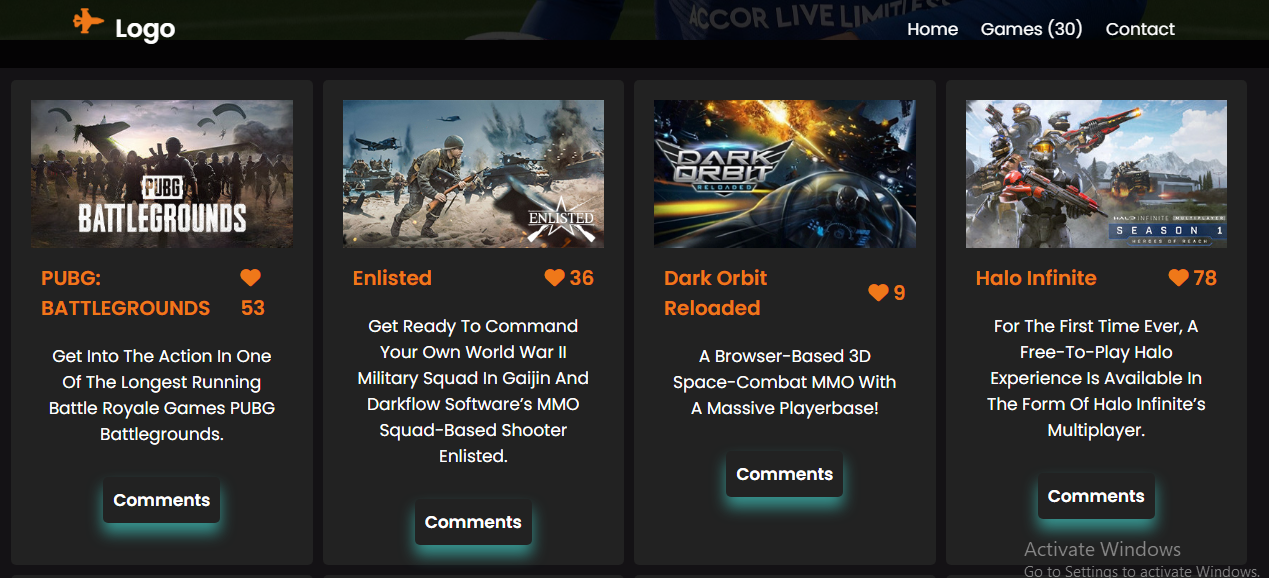 ACCOR LIVE LIMITLESS
Logo
Home
Games (30)
Contact
PUBG
BATTLEGROUNDS
ENLISTED
DARK
ORBIT
RELOADED
HALO INFINITE MULTIPLAYER
SEASON 1
HEROES OF REACH
PUBG:
BATTLEGROUNDS
53
Get Into The Action In One
Of The Longest Running
Battle Royale Games PUBG
Battlegrounds.
Comments
Enlisted
36
Get Ready To Command
Your Own World War II
Military Squad In Gaijin And
Darkflow Software’s MMO
Squad-Based Shooter
Enlisted.
Comments
Dark Orbit
Reloaded
9
A Browser-Based 3D
Space-Combat MMO With
A Massive Playerbase!
Comments
Halo Infinite
78
For The First Time Ever, A
Free-To-Play Halo
Experience Is Available In
The Form Of Halo Infinite’s
Multiplayer.
Comments
Activate Windows
Go to Settings to activate Windows.